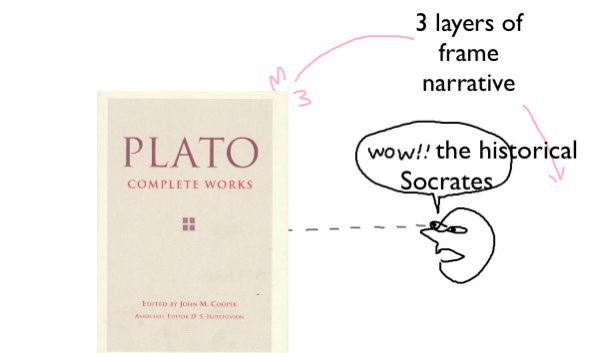 3 layers of
frame
narrative
3
PLATO
COMPLETE WORKS
wow!! the historical
Socrates
EDITED BY JOHN M. COOPER
ASSOCIATE EDITOR D. S. HUTCHINSON